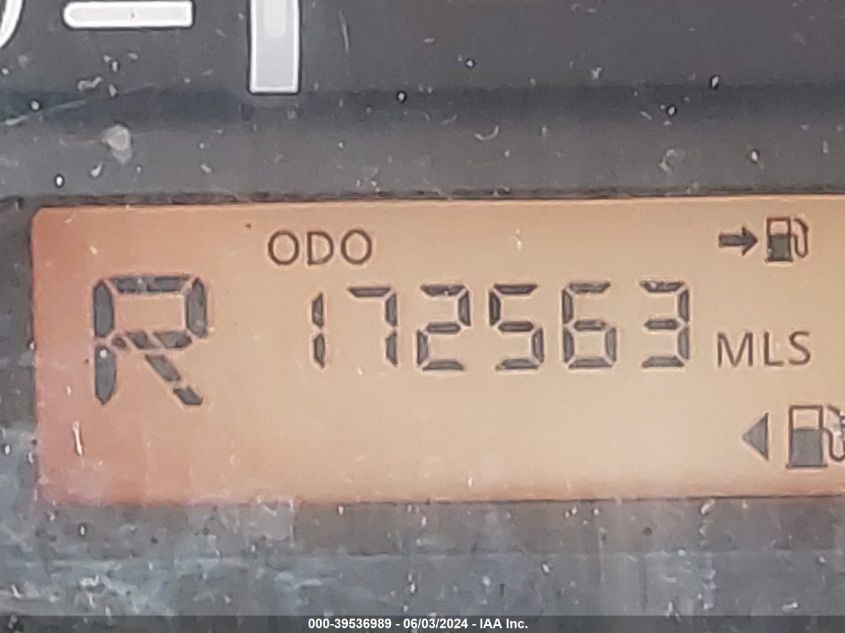 ODO
R 172563 MLS
000-39536989 - 06/03/2024 - IAA Inc.